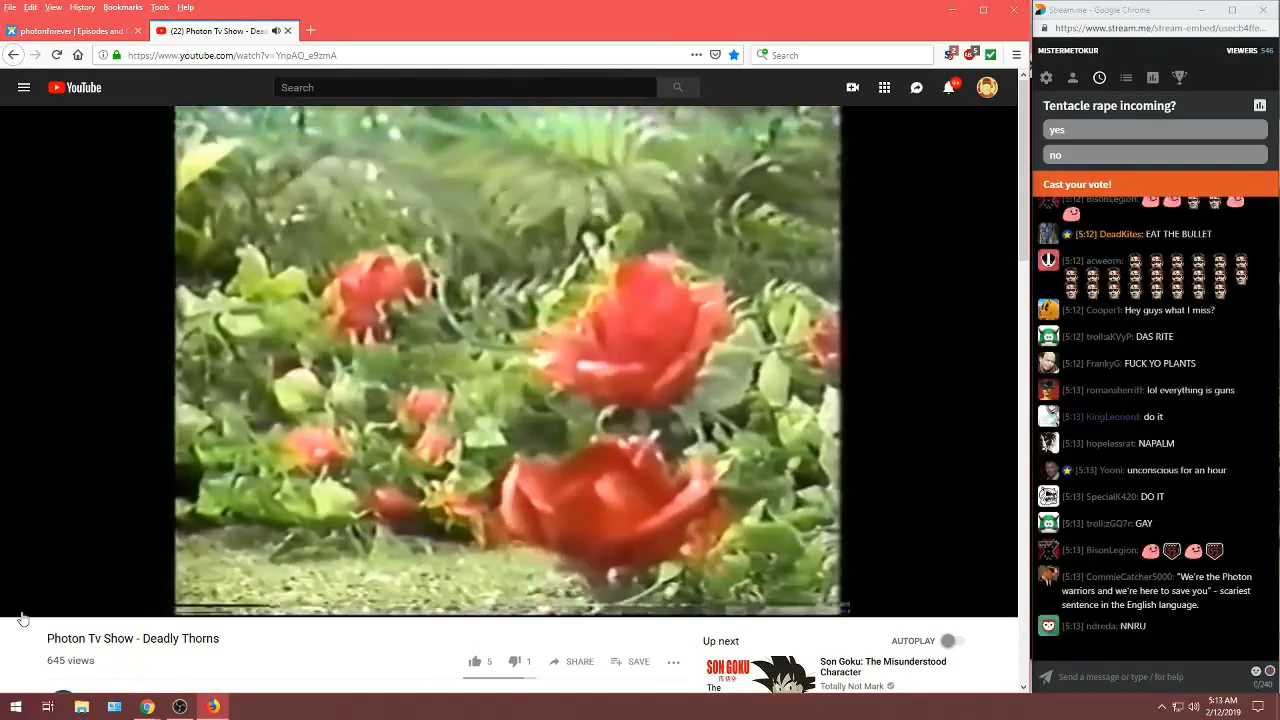 File Edit View History Bookmarks Tools Help
photonforever | Episodes and
(22) Photon Tv Show - Dead
https://www.youtube.com/watch?v=YnpAQ_e9zmA
Search
2
5
YouTube
Search
9+
Photon Tv Show - Deadly Thorns
645 views
5
1
SHARE
SAVE
Up next
AUTOPLAY
SON GOKU
The
Son Goku: The Misunderstood
Character
Totally Not Mark
Stream.me - Google Chrome
https://www.stream.me/stream-embed/user:b4ffe...
MISTERMETOKUR
VIEWERS 546
Tentacle rape incoming?
yes
no
Cast your vote!
[5:12] BisonLegion:
[5:12] DeadKites: EAT THE BULLET
[5:12] acweorn:
[5:12] Cooper1: Hey guys what I miss?
[5:12] troll:aKVyP: DAS RITE
[5:12] FrankyG: FUCK YO PLANTS
[5:13] romansherriff: lol everything is guns
[5:13] KingLeonord: do it
[5:13] hopelessrat: NAPALM
[5:13] Yooni: unconscious for an hour
[5:13] SpecialK420: DO IT
[5:13] troll:zGQ7r: GAY
[5:13] BisonLegion:
[5:13] CommieCatcher5000: "We're the Photon
warriors and we're here to save you" - scariest
sentence in the English language.
[5:13] ndreda: NNRU
Send a message or type / for help
0/240
5:13 AM
2/12/2019